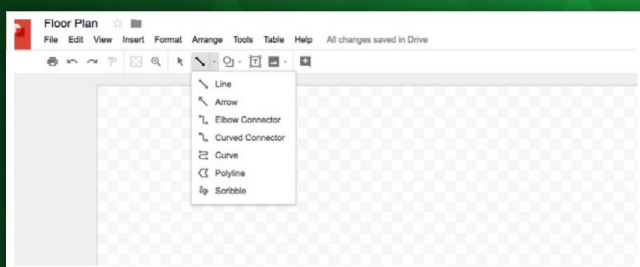 Floor Plan
File Edit View Insert Format Arrange Tools Table Help All changes saved in Drive
Line
Arrow
Elbow Connector
Curved Connector
Curve
Polyline
Scribble